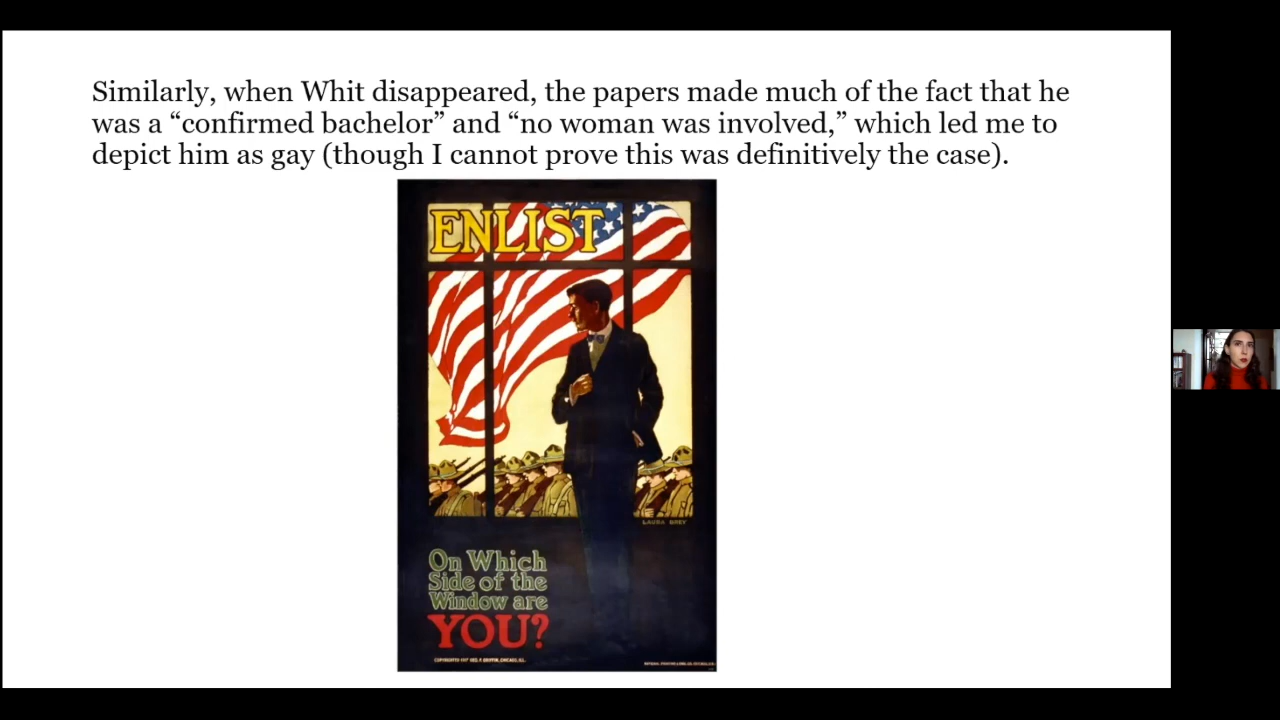 Similarly, when Whit disappeared, the papers made much of the fact that he
was a “confirmed bachelor” and “no woman was involved,” which led me to
depict him as gay (though I cannot prove this was definitively the case).
ENLIST
LAURA BREY
On Which
Side of the
Window are
YOU?